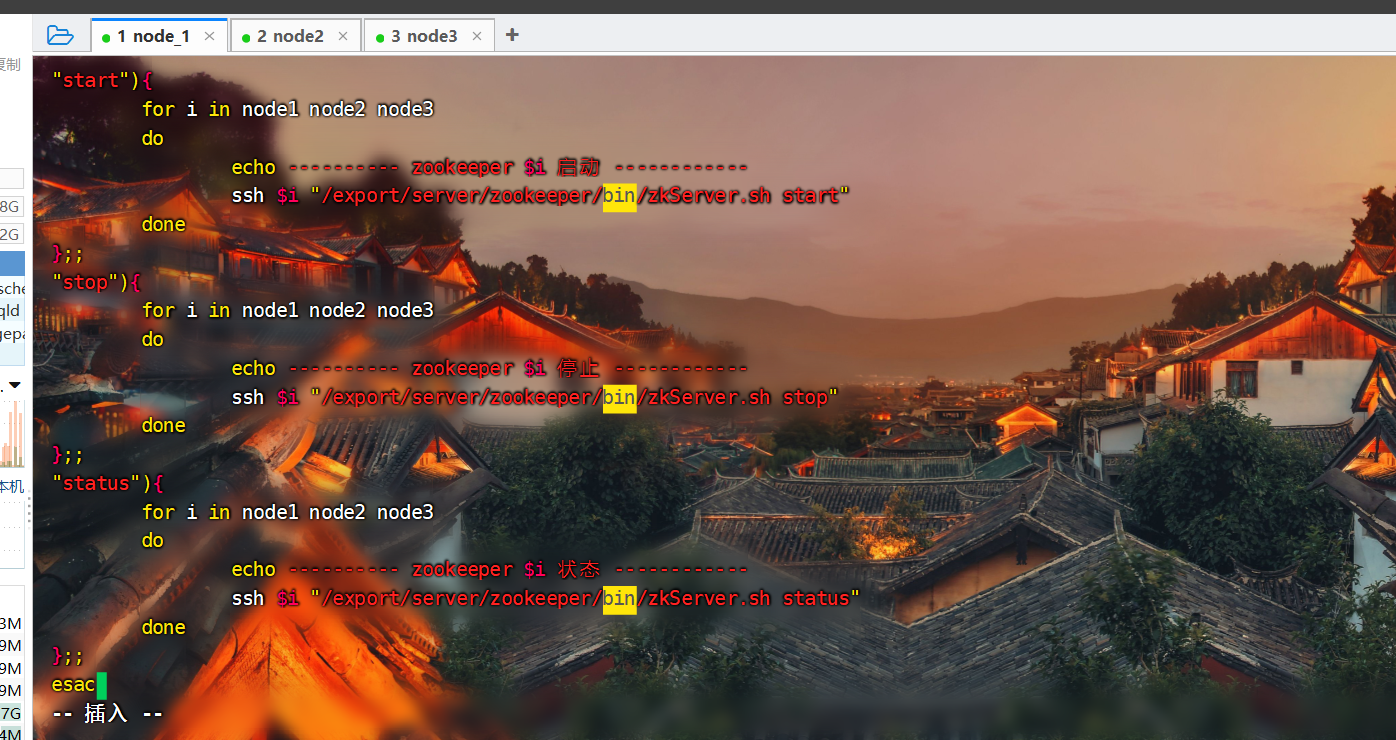 1 node_1 × 2 node2 × 3 node3 × +
"start"){
for i in node1 node2 node3
do
echo ---------- zookeeper $i 启动 ------------
ssh $i "/export/server/zookeeper/bin/zkServer.sh start"
done
};;
"stop"){
for i in node1 node2 node3
do
echo ---------- zookeeper $i 停止 ------------
ssh $i "/export/server/zookeeper/bin/zkServer.sh stop"
done
};;
"status"){
for i in node1 node2 node3
do
echo ---------- zookeeper $i 状态 ------------
ssh $i "/export/server/zookeeper/bin/zkServer.sh status"
done
};;
esac
-- 插入 --
复制
8G
2G
sche
qld
gepa
本机
3M
9M
9M
9M
7G
4M